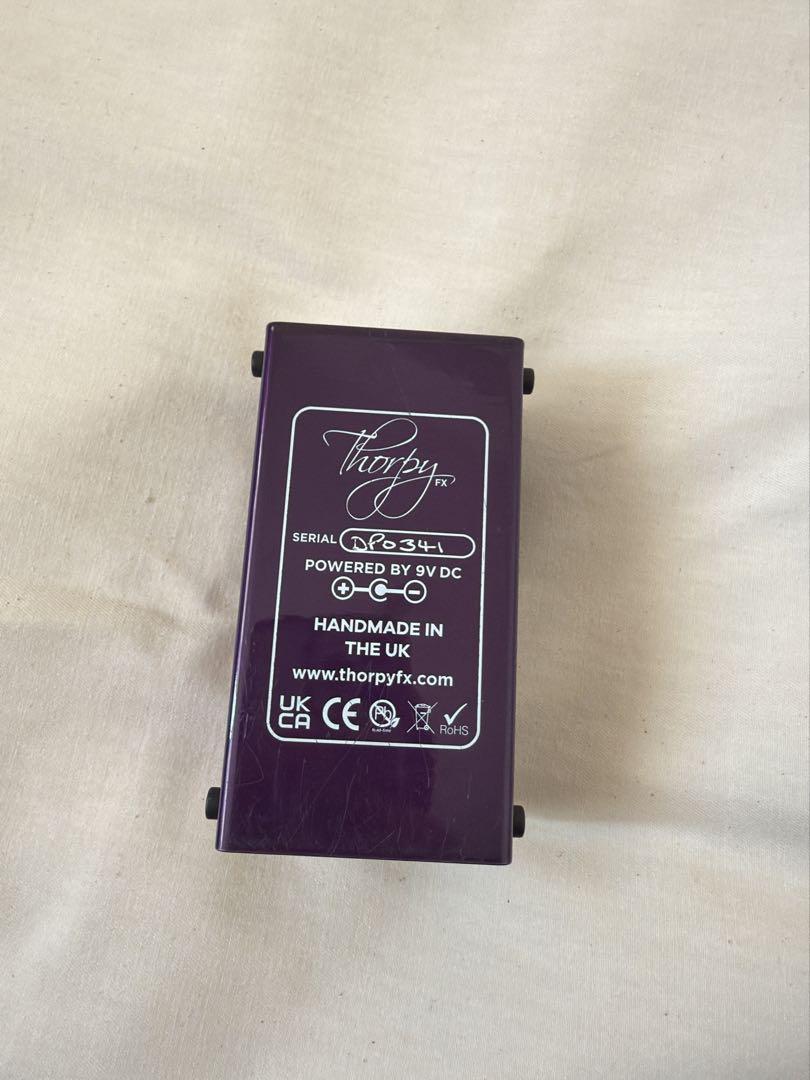 Thorpy FX
SERIAL DP0341
POWERED BY 9V DC
+ -
HANDMADE IN
THE UK
www.thorpyfx.com
UK CA CE Pb RoHS